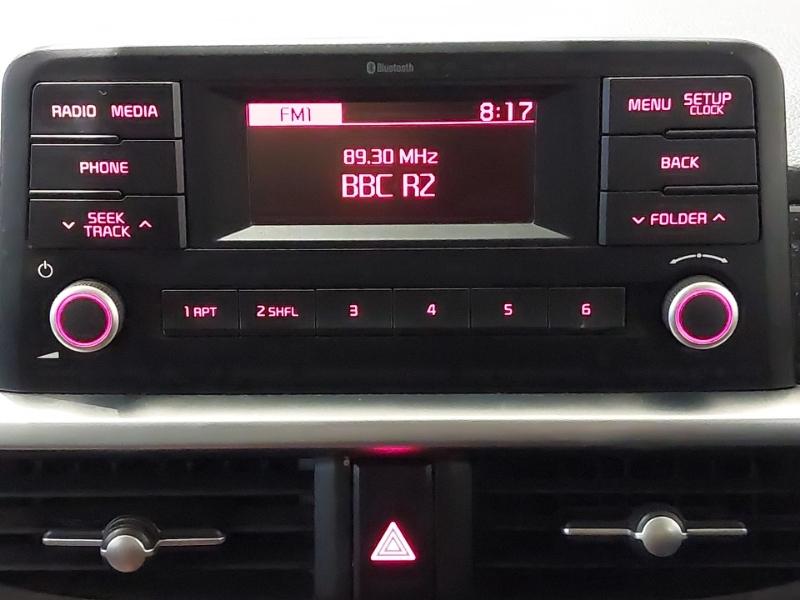 Bluetooth
RADIO MEDIA
PHONE
SEEK
TRACK
FM1 8:17
89.30 MHz
BBC R2
MENU SETUP
CLOCK
BACK
FOLDER
1 RPT 2 SHFL 3 4 5 6